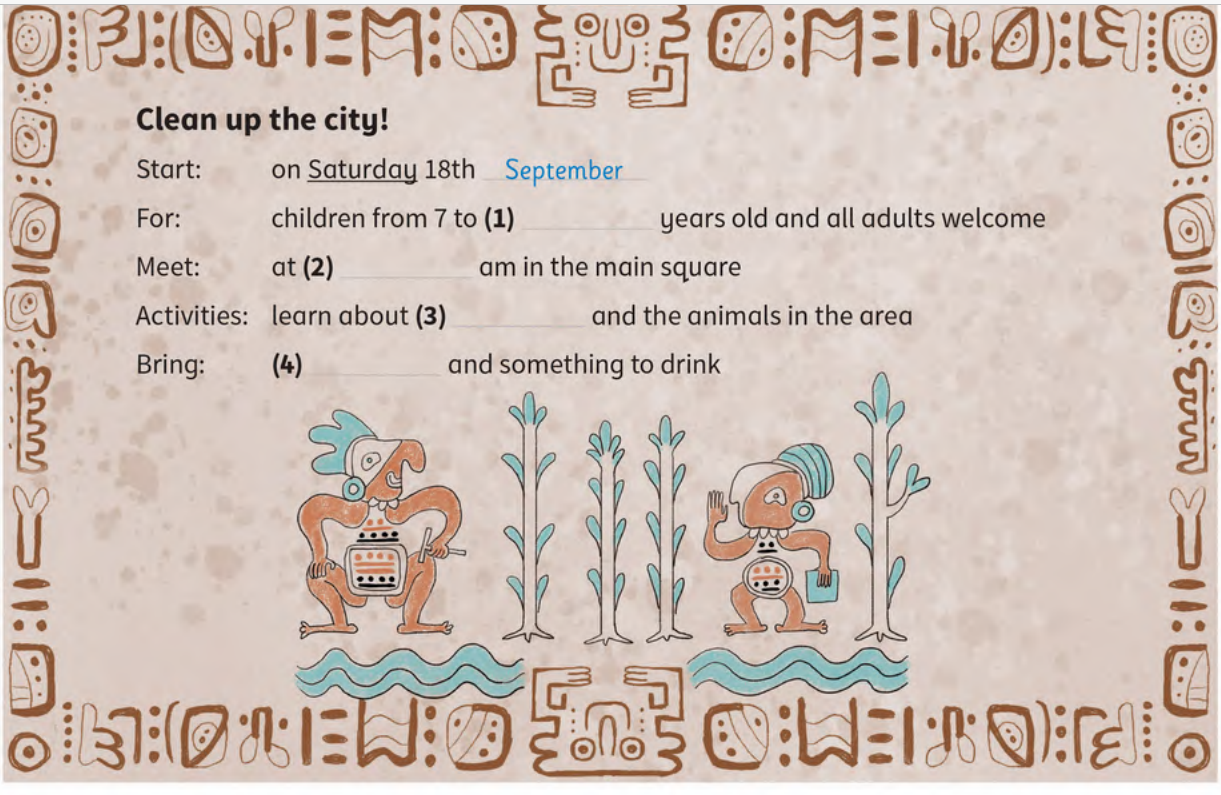 Clean up the city!
Start: on Saturday 18th September
For: children from 7 to (1) years old and all adults welcome
Meet: at (2) am in the main square
Activities: learn about (3) and the animals in the area
Bring: (4) and something to drink